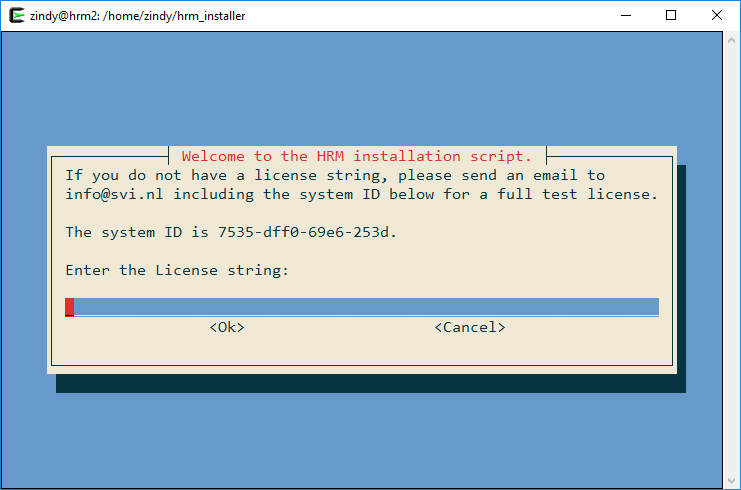 zindy@hrm2: /home/zindy/hrm_installer
Welcome to the HRM installation script.
If you do not have a license string, please send an email to
info@svi.nl including the system ID below for a full test license.
The system ID is 7535-dff0-69e6-253d.
Enter the License string:
<Ok> <Cancel>